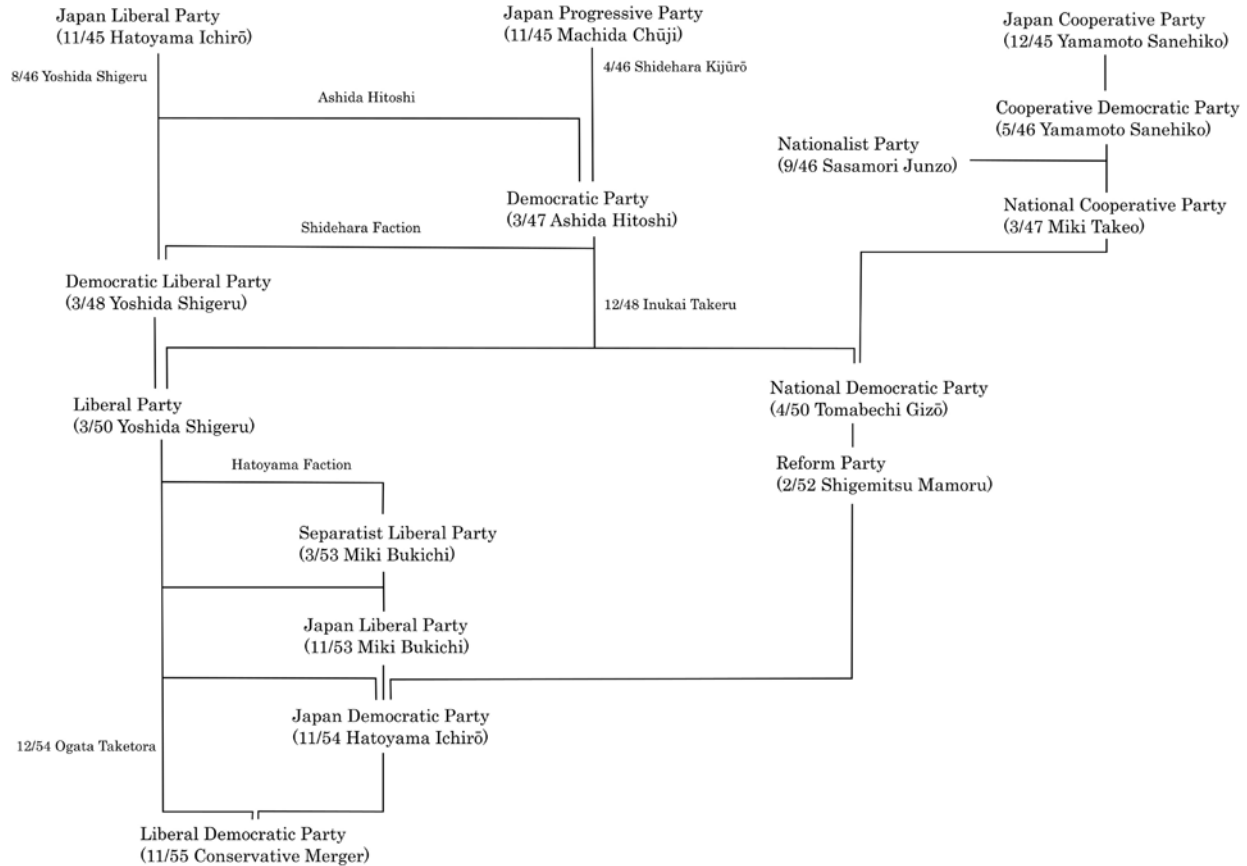 Japan Liberal Party
(11/45 Hatoyama Ichirō)
Japan Progressive Party
(11/45 Machida Chūji)
Japan Cooperative Party
(12/45 Yamamoto Sanehiko)
8/46 Yoshida Shigeru
4/46 Shidehara Kijūrō
Ashida Hitoshi
Cooperative Democratic Party
(5/46 Yamamoto Sanehiko)
Nationalist Party
(9/46 Sasamori Junzo)
Democratic Party
(3/47 Ashida Hitoshi)
National Cooperative Party
(3/47 Miki Takeo)
Shidehara Faction
Democratic Liberal Party
(3/48 Yoshida Shigeru)
12/48 Inukai Takeru
Liberal Party
(3/50 Yoshida Shigeru)
National Democratic Party
(4/50 Tomabechi Gizō)
Hatoyama Faction
Reform Party
(2/52 Shigemitsu Mamoru)
Separatist Liberal Party
(3/53 Miki Bukichi)
Japan Liberal Party
(11/53 Miki Bukichi)
Japan Democratic Party
(11/54 Hatoyama Ichirō)
12/54 Ogata Taketora
Liberal Democratic Party
(11/55 Conservative Merger)